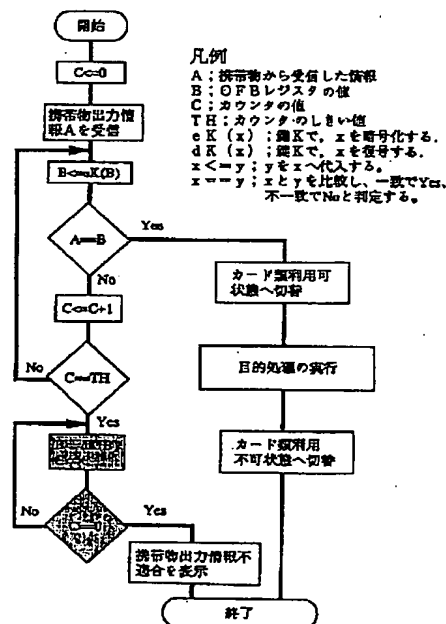 開始
C<=0
携帯物出力情
報Aを受信
B<=eK(B)
A==B
Yes
No
C<=C+1
C==TH
No
Yes
No
Yes
携帯物出力情報不
適合を表示
終了
カード類利用可
状態へ切替
目的処理の実行
カード類利用
不可状態へ切替
凡例
A；携帯物から受信した情報
B；OFBレジスタの値
C；カウンタの値
TH；カウンタのしきい値
eK(x)；鍵Kで，xを暗号化する．
dK(x)；鍵Kで，xを復号する．
x<=y；yをxへ代入する。
x==y；xとyを比較し、一致でYes,
不一致でNoと判定する。